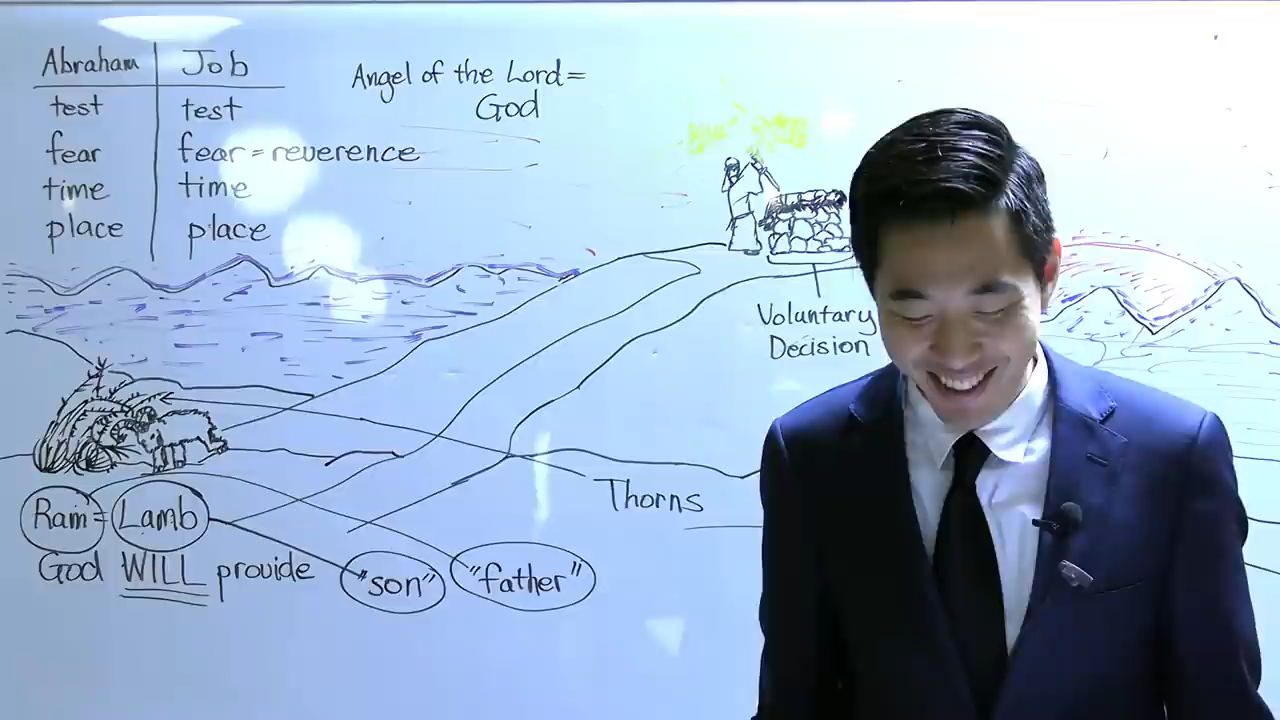 Abraham Job
test test
fear fear = reverence
time time
place place
Angel of the Lord =
God
Voluntary
Decision
Thorns
Ram = Lamb
God WILL provide
"son" "father"